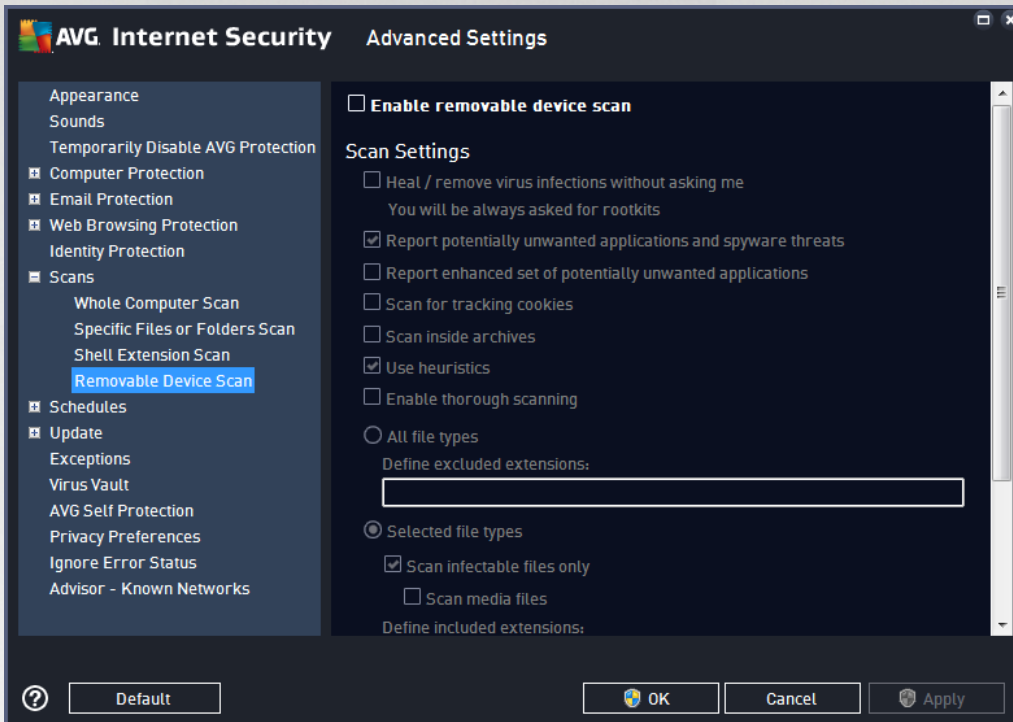 AVG Internet Security Advanced Settings
Appearance
Sounds
Temporarily Disable AVG Protection
Computer Protection
Email Protection
Web Browsing Protection
Identity Protection
Scans
Whole Computer Scan
Specific Files or Folders Scan
Shell Extension Scan
Removable Device Scan
Schedules
Update
Exceptions
Virus Vault
AVG Self Protection
Privacy Preferences
Ignore Error Status
Advisor - Known Networks
Enable removable device scan
Scan Settings
Heal / remove virus infections without asking me
You will be always asked for rootkits
Report potentially unwanted applications and spyware threats
Report enhanced set of potentially unwanted applications
Scan for tracking cookies
Scan inside archives
Use heuristics
Enable thorough scanning
All file types
Define excluded extensions:
Selected file types
Scan infectable files only
Scan media files
Define included extensions:
? Default OK Cancel Apply